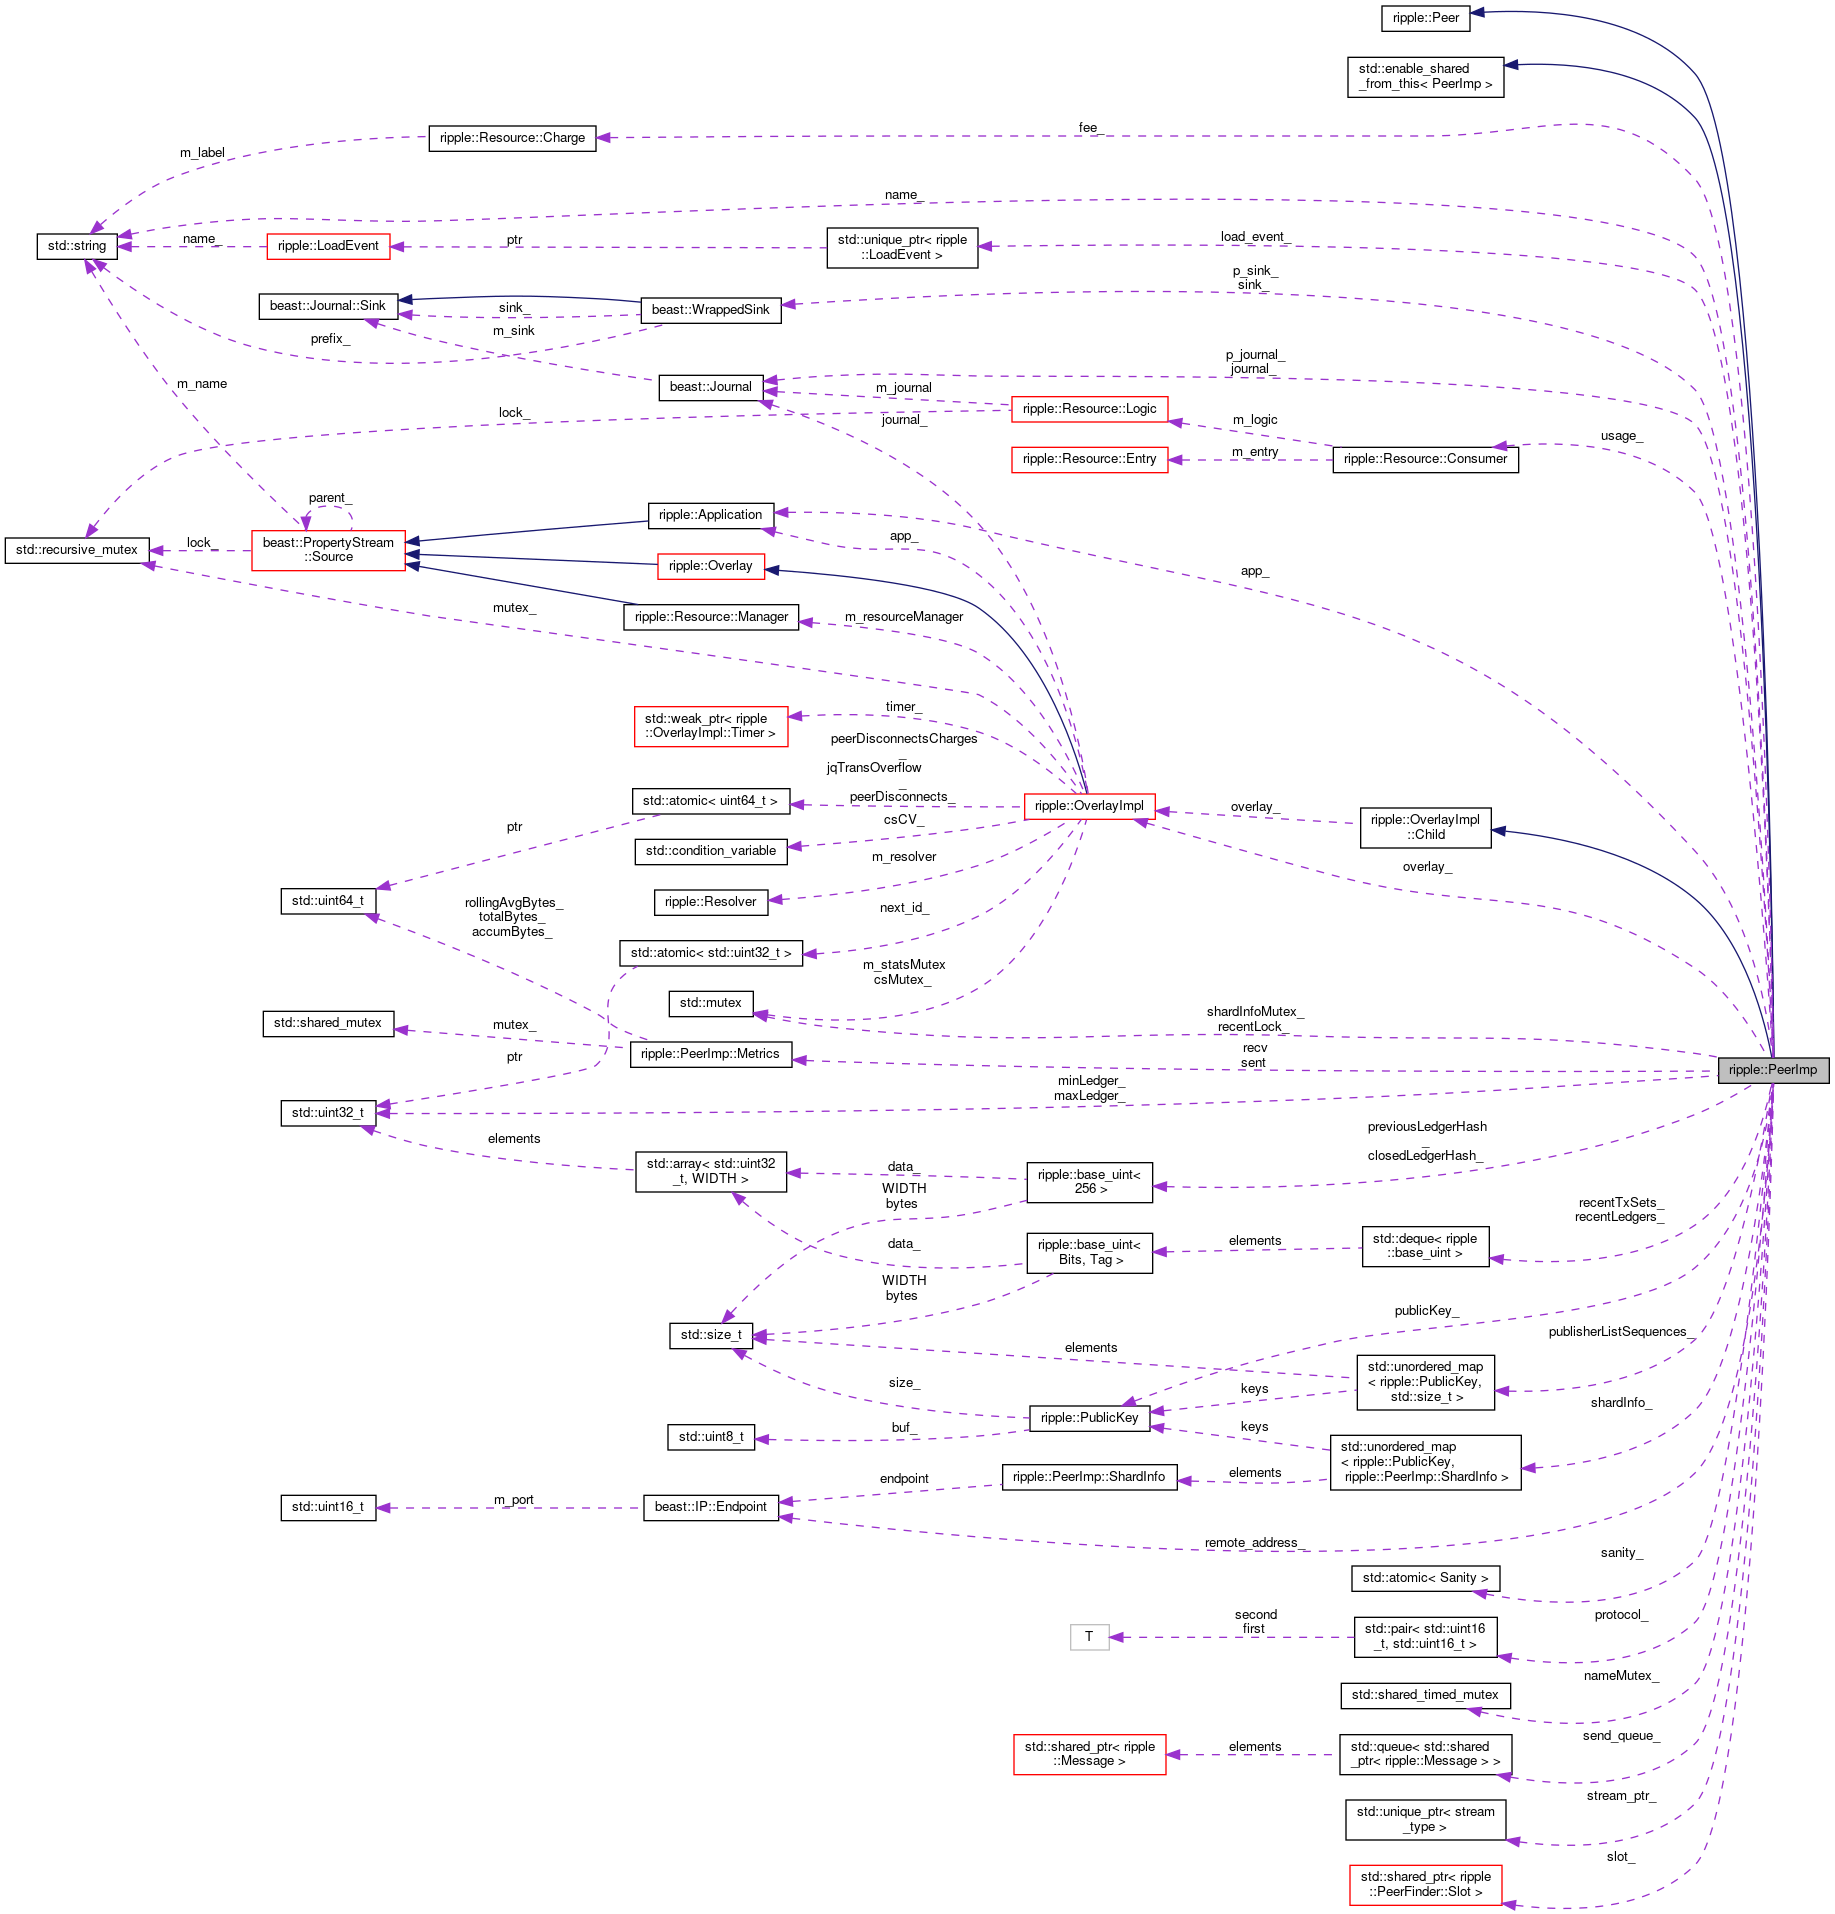 ripple::Peer
std::enable_shared
_from_this< PeerImp >
fee_
ripple::Resource::Charge
m_label
name_
std::string
name_
ripple::LoadEvent
ptr
std::unique_ptr< ripple
::LoadEvent >
load_event_
p_sink_
sink_
beast::Journal::Sink
sink_
beast::WrappedSink
m_sink
prefix_
p_journal_
journal_
m_name
beast::Journal
m_journal
ripple::Resource::Logic
lock_
journal_
m_logic
usage_
ripple::Resource::Entry
m_entry
ripple::Resource::Consumer
parent_
ripple::Application
std::recursive_mutex
lock_
beast::PropertyStream
::Source
app_
app_
ripple::Overlay
mutex_
ripple::Resource::Manager
m_resourceManager
std::weak_ptr< ripple
::OverlayImpl::Timer >
timer_
peerDisconnectsCharges
_
jqTransOverflow
_
peerDisconnects_
std::atomic< uint64_t >
ripple::OverlayImpl
overlay_
ripple::OverlayImpl
::Child
ptr
csCV_
std::condition_variable
m_resolver
overlay_
std::uint64_t
rollingAvgBytes_
totalBytes_
accumBytes_
ripple::Resolver
next_id_
std::atomic< std::uint32_t >
m_statsMutex
csMutex_
std::mutex
shardInfoMutex_
recentLock_
std::shared_mutex
mutex_
ripple::PeerImp::Metrics
recv
sent
ripple::PeerImp
ptr
minLedger_
maxLedger_
std::uint32_t
elements
previousLedgerHash
_
closedLedgerHash_
std::array< std::uint32
_t, WIDTH >
data_
ripple::base_uint<
256 >
WIDTH
bytes
recentTxSets_
recentLedgers_
data_
ripple::base_uint<
Bits, Tag >
elements
std::deque< ripple
::base_uint >
WIDTH
bytes
std::size_t
publicKey_
publisherListSequences_
elements
std::unordered_map
< ripple::PublicKey,
std::size_t >
size_
keys
shardInfo_
ripple::PublicKey
std::uint8_t
buf_
keys
std::unordered_map
< ripple::PublicKey,
ripple::PeerImp::ShardInfo >
elements
ripple::PeerImp::ShardInfo
endpoint
std::uint16_t
m_port
beast::IP::Endpoint
remote_address_
sanity_
std::atomic< Sanity >
protocol_
T
second
first
std::pair< std::uint16
_t, std::uint16_t >
nameMutex_
std::shared_timed_mutex
send_queue_
std::shared_ptr< ripple
::Message >
elements
std::queue< std::shared
_ptr< ripple::Message > >
stream_ptr_
std::unique_ptr< stream
_type >
slot_
std::shared_ptr< ripple
::PeerFinder::Slot >